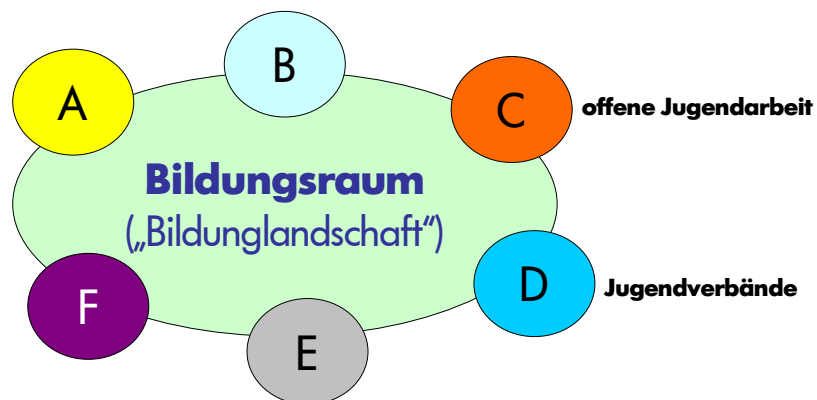 B
A
C offene Jugendarbeit
Bildungsraum
(„Bildunglandschaft“)
D Jugendverbände
F
E